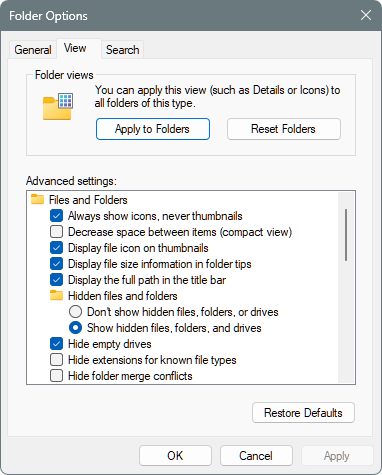 Folder Options
General
View
Search
Folder views
You can apply this view (such as Details or Icons) to
all folders of this type.
Apply to Folders
Reset Folders
Advanced settings:
Files and Folders
Always show icons, never thumbnails
Decrease space between items (compact view)
Display file icon on thumbnails
Display file size information in folder tips
Display the full path in the title bar
Hidden files and folders
Don't show hidden files, folders, or drives
Show hidden files, folders, and drives
Hide empty drives
Hide extensions for known file types
Hide folder merge conflicts
Restore Defaults
OK
Cancel
Apply